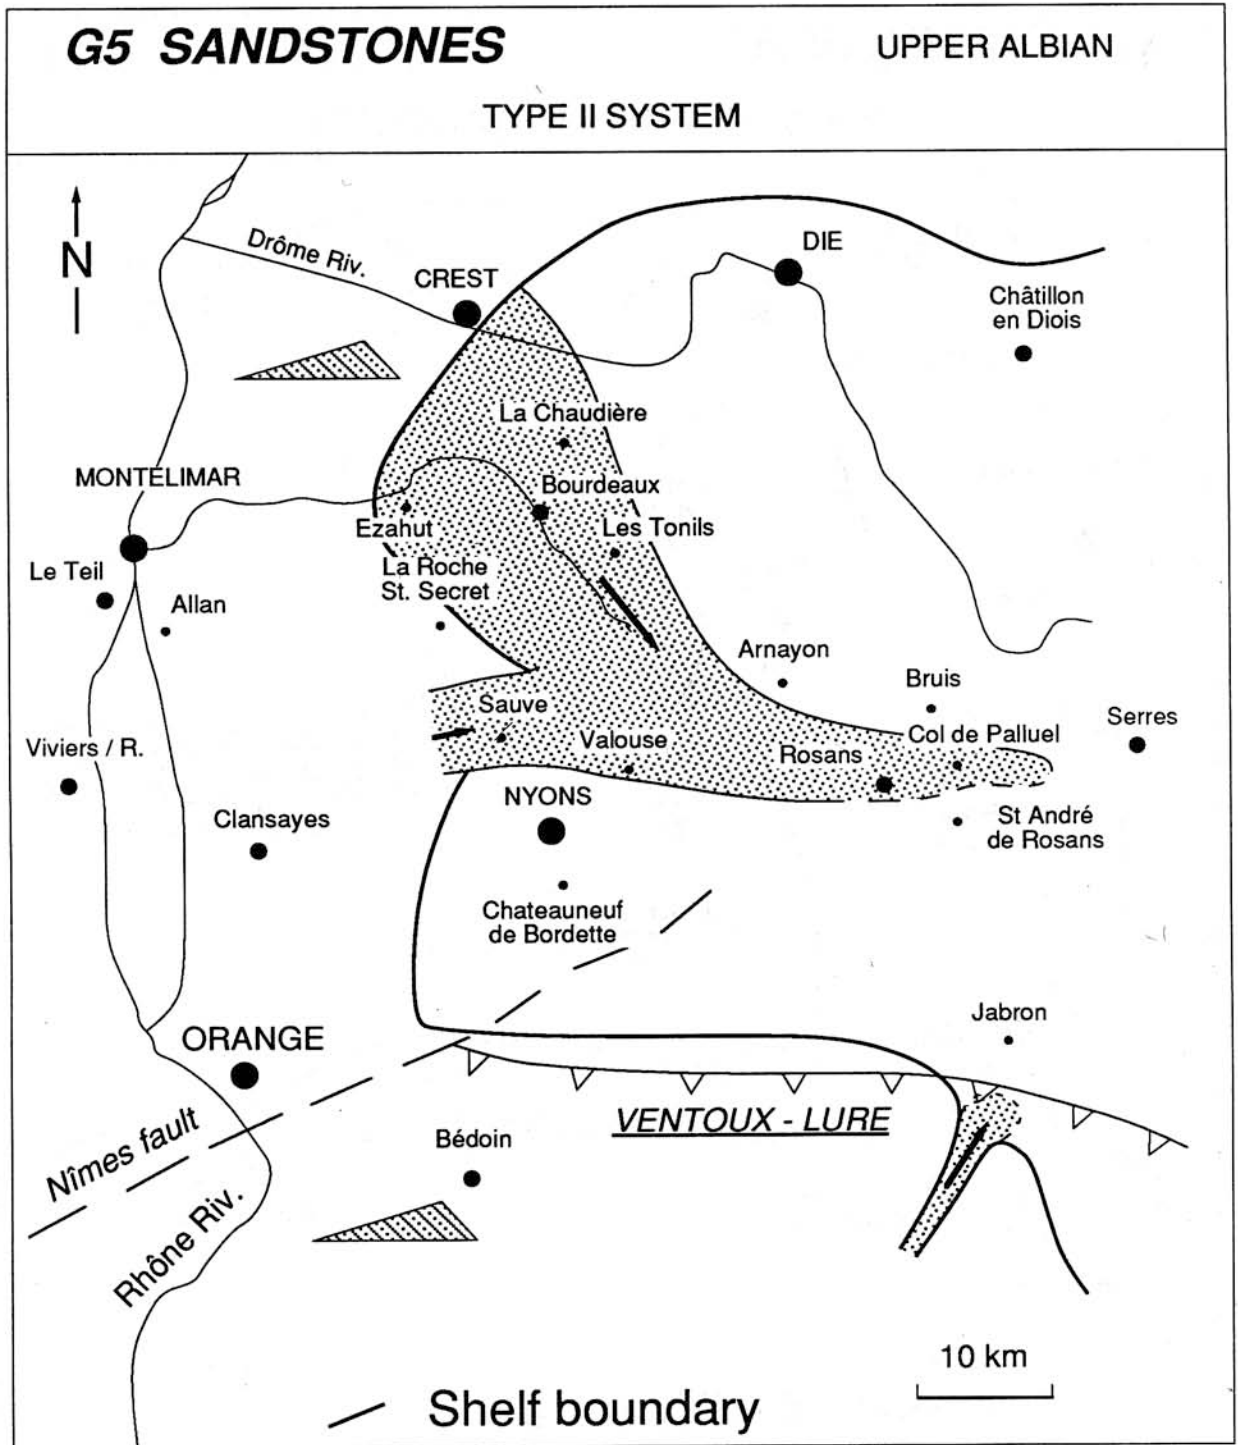 G5 SANDSTONES
UPPER ALBIAN
TYPE II SYSTEM
N
Drôme Riv.
CREST
DIE
Châtillon
en Diois
La Chaudière
MONTELIMAR
Bourdeaux
Ezahut
Les Tonils
Le Teil
La Roche
St. Secret
Allan
Arnayon
Bruis
Sauve
Serres
Viviers / R.
Valouse
Rosans
Col de Palluel
NYONS
Clansayes
St André
de Rosans
Chateauneuf
de Bordette
Jabron
ORANGE
Nîmes fault
VENTOUX - LURE
Bédoin
Rhône Riv.
10 km
Shelf boundary